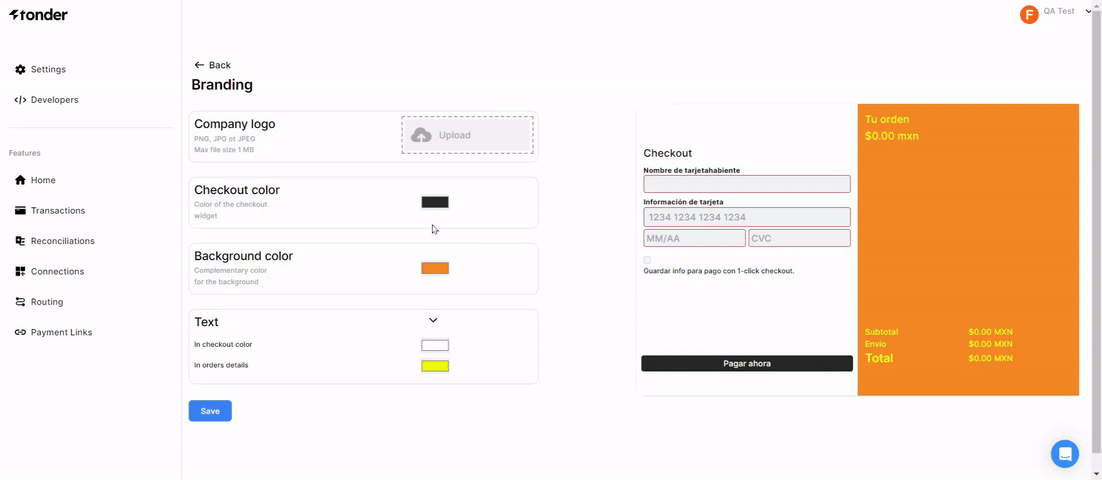 tonder
F
QA Test
Settings
Developers
Features
Home
Transactions
Reconciliations
Connections
Routing
Payment Links
Back
Branding
Company logo
PNG, JPG ot JPEG
Max file size 1 MB
Upload
Checkout color
Color of the checkout
widget
Background color
Complementary color
for the background
Text
In checkout color
In orders details
Save
Checkout
Nombre de tarjetahabiente
Información de tarjeta
1234 1234 1234 1234
MM/AA
CVC
Guardar info para pago con 1-click checkout.
Pagar ahora
Tu orden
$0.00 mxn
Subtotal $0.00 MXN
Envío $0.00 MXN
Total $0.00 MXN